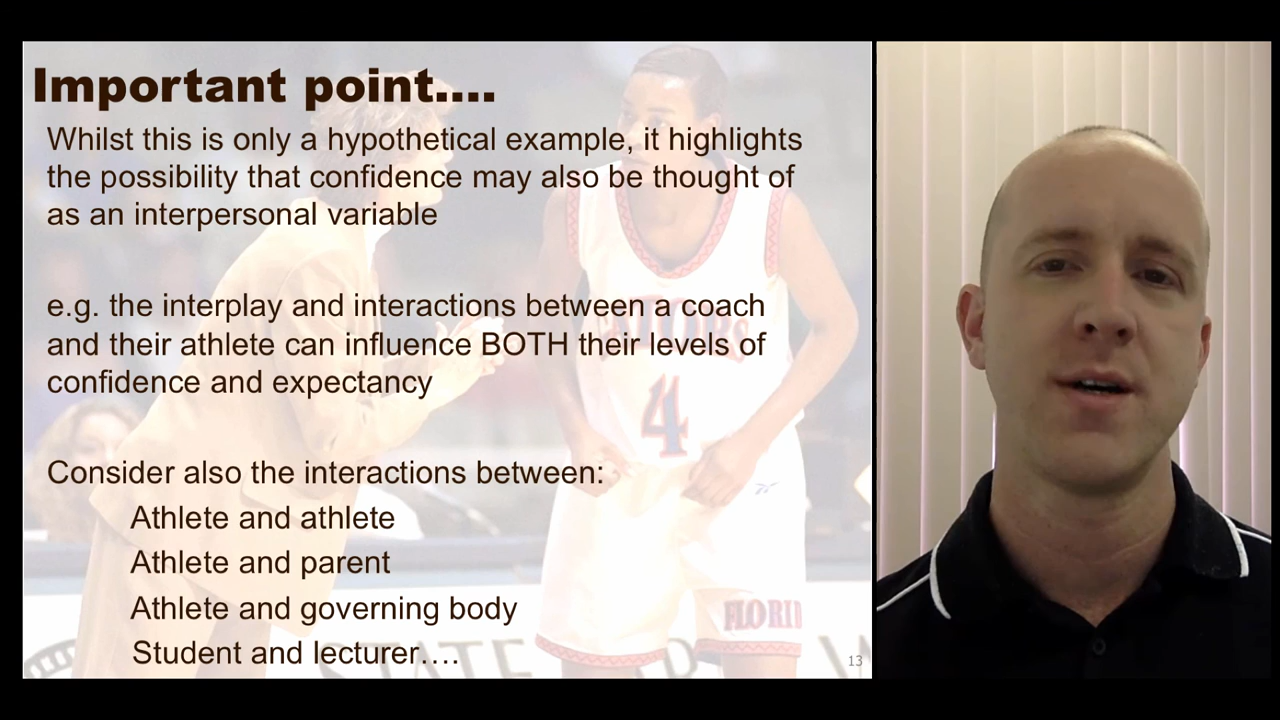 Important point....
Whilst this is only a hypothetical example, it highlights
the possibility that confidence may also be thought of
as an interpersonal variable
e.g. the interplay and interactions between a coach
and their athlete can influence BOTH their levels of
confidence and expectancy
Consider also the interactions between:
Athlete and athlete
Athlete and parent
Athlete and governing body
Student and lecturer....
13
4
FLORID
STATE